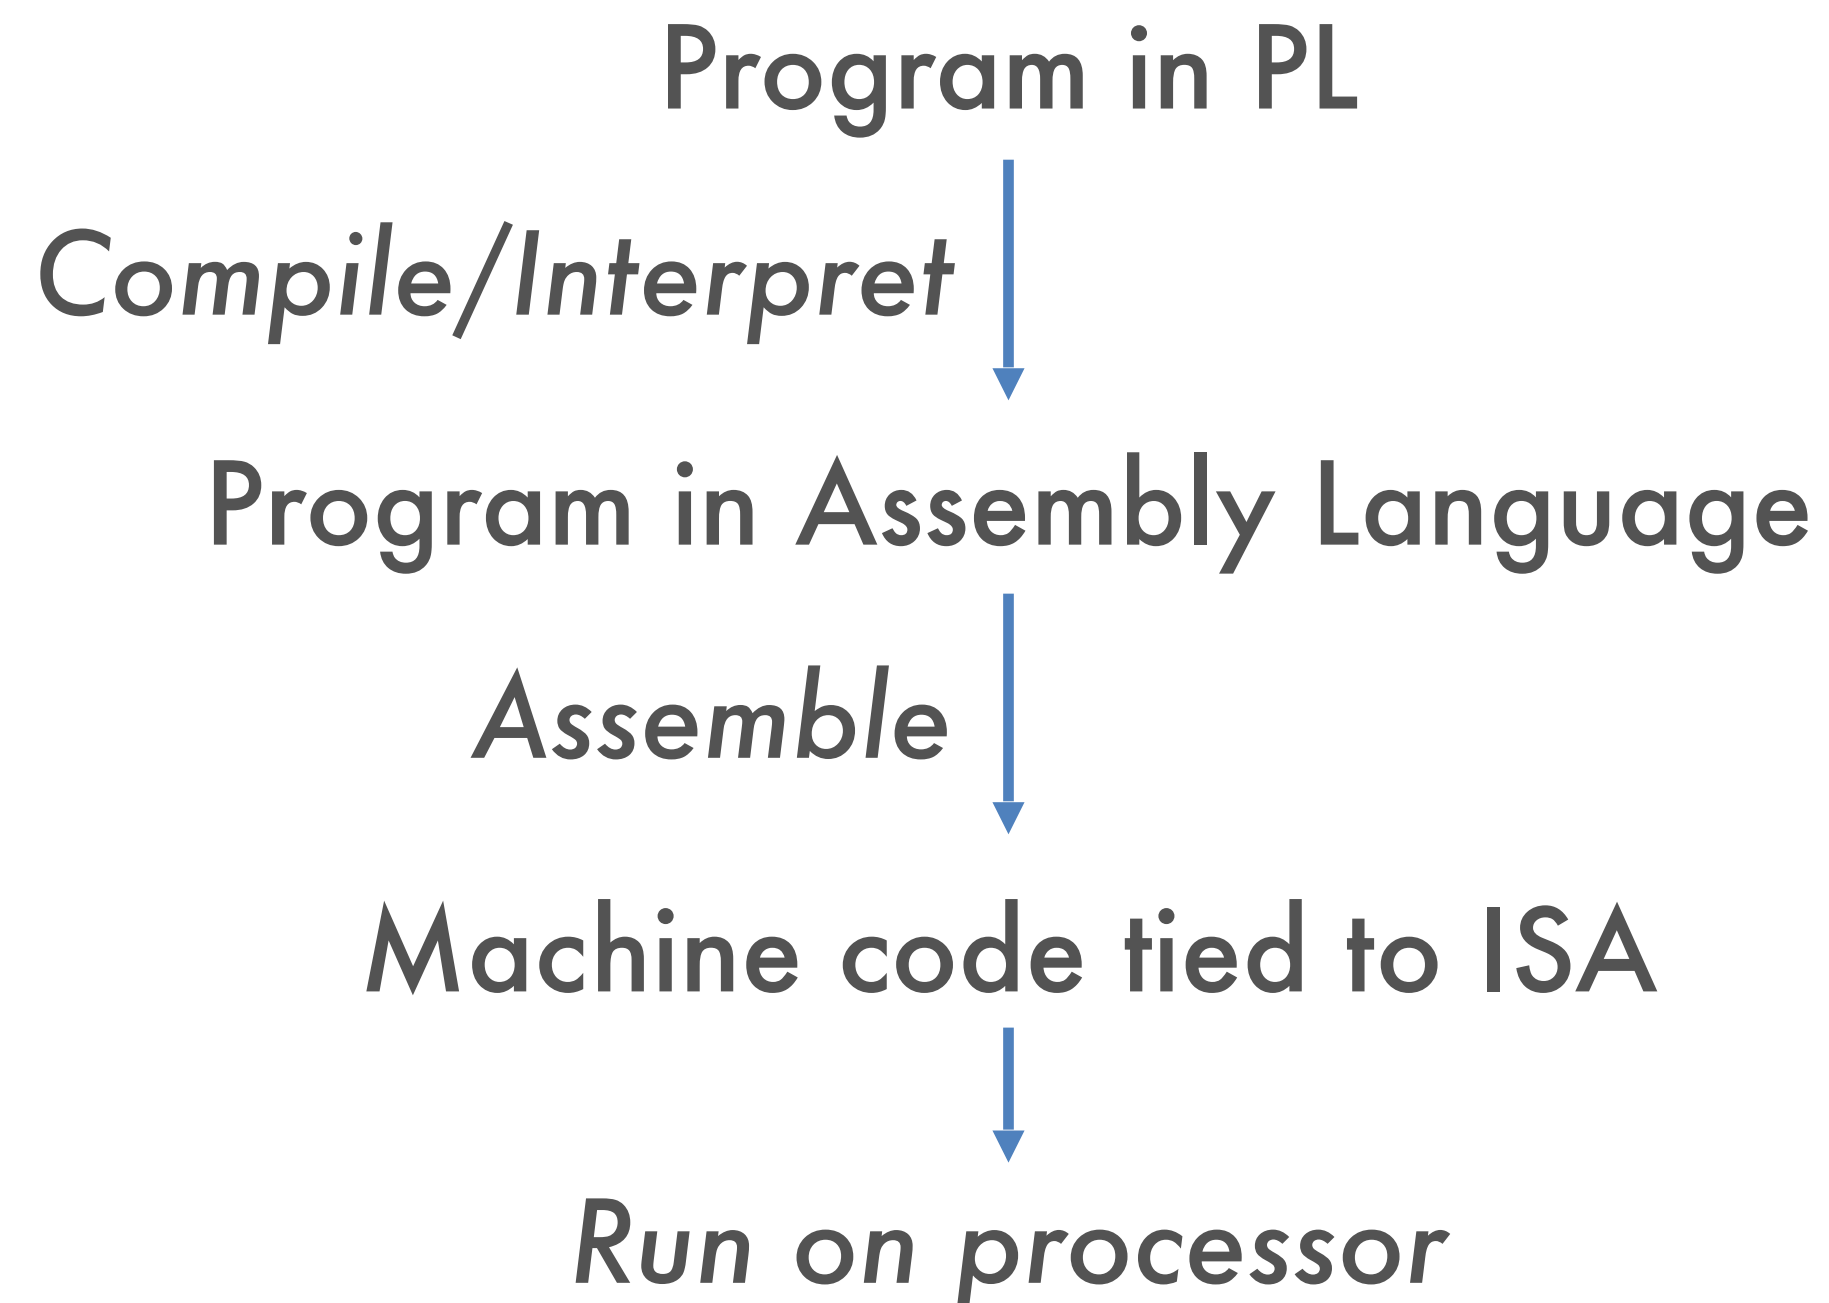 Program in PL
Compile/Interpret
Program in Assembly Language
Assemble
Machine code tied to ISA
Run on processor